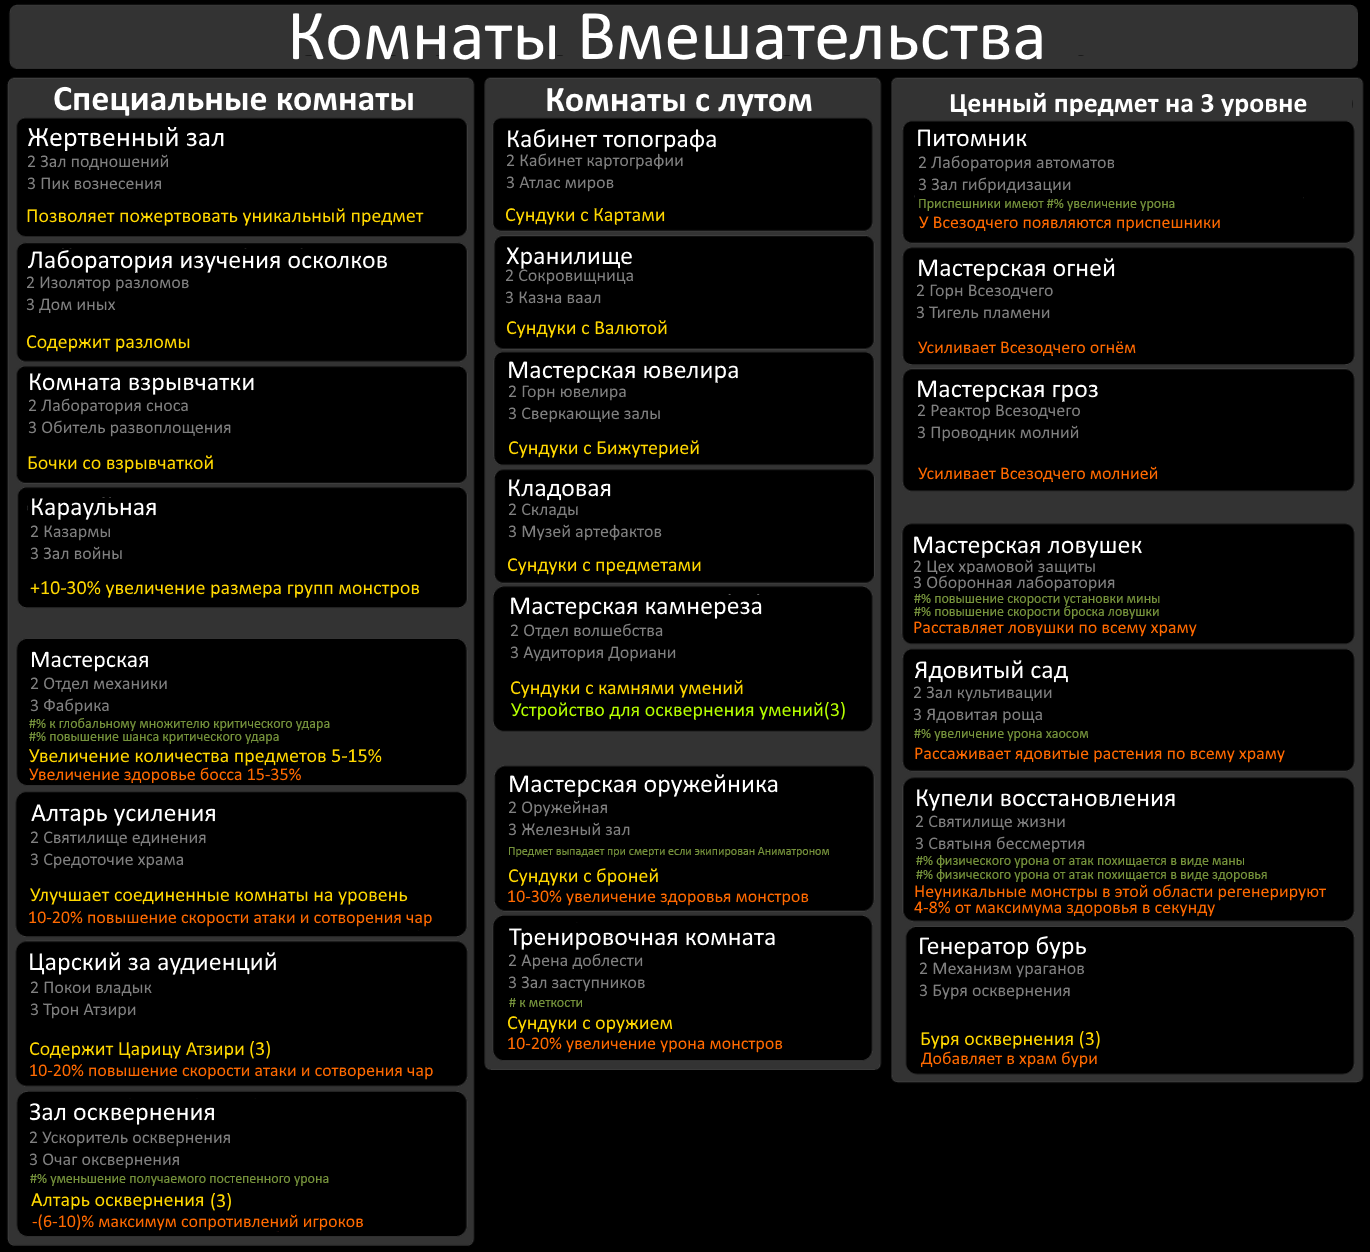 Комнаты Вмешательства
Специальные комнаты
Жертвенный зал
2 Зал подношений
3 Пик вознесения
Позволяет пожертвовать уникальный предмет
Лаборатория изучения осколков
2 Изолятор разломов
3 Дом иных
Содержит разломы
Комната взрывчатки
2 Лаборатория сноса
3 Обитель развоплощения
Бочки со взрывчаткой
Караульная
2 Казармы
3 Зал войны
+10-30% увеличение размера групп монстров
Мастерская
2 Отдел механики
3 Фабрика
#% к глобальному множителю критического удара
#% повышение шанса критического удара
Увеличение количества предметов 5-15%
Увеличение здоровье босса 15-35%
Алтарь усиления
2 Святилище единения
3 Средоточие храма
Улучшает соединенные комнаты на уровень
10-20% повышение скорости атаки и сотворения чар
Царский за аудиенций
2 Покои владык
3 Трон Атзири
Содержит Царицу Атзири (3)
10-20% повышение скорости атаки и сотворения чар
Зал осквернения
2 Ускоритель осквернения
3 Очаг оксвернения
#% уменьшение получаемого постепенного урона
Алтарь осквернения (3)
-(6-10)% максимум сопротивлений игроков
Комнаты с лутом
Кабинет топографа
2 Кабинет картографии
3 Атлас миров
Сундуки с Картами
Хранилище
2 Сокровищница
3 Казна ваал
Сундуки с Валютой
Мастерская ювелира
2 Горн ювелира
3 Сверкающие залы
Сундуки с Бижутерией
Кладовая
2 Склады
3 Музей артефактов
Сундуки с предметами
Мастерская камнереза
2 Отдел волшебства
3 Аудитория Дориани
Сундуки с камнями умений
Устройство для осквернения умений(3)
Мастерская оружейника
2 Оружейная
3 Железный зал
Предмет выпадает при смерти если экипирован Аниматроном
Сундуки с броней
10-30% увеличение здоровья монстров
Тренировочная комната
2 Арена доблести
3 Зал заступников
# к меткости
Сундуки с оружием
10-20% увеличение урона монстров
Ценный предмет на 3 уровне
Питомник
2 Лаборатория автоматов
3 Зал гибридизации
Приспешники имеют #% увеличение урона
У Всезодчего появляются приспешники
Мастерская огней
2 Горн Всезодчего
3 Тигель пламени
Усиливает Всезодчего огнём
Мастерская гроз
2 Реактор Всезодчего
3 Проводник молний
Усиливает Всезодчего молнией
Мастерская ловушек
2 Цех храмовой защиты
3 Оборонная лаборатория
#% повышение скорости установки мины
#% повышение скорости броска ловушки
Расставляет ловушки по всему храму
Ядовитый сад
2 Зал культивации
3 Ядовитая роща
#% увеличение урона хаосом
Рассаживает ядовитые растения по всему храму
Купели восстановления
2 Святилище жизни
3 Святыня бессмертия
#% физического урона от атак похищается в виде маны
#% физического урона от атак похищается в виде здоровья
Неуникальные монстры в этой области регенерируют
4-8% от максимума здоровья в секунду
Генератор бурь
2 Механизм ураганов
3 Буря осквернения
Буря осквернения (3)
Добавляет в храм бури